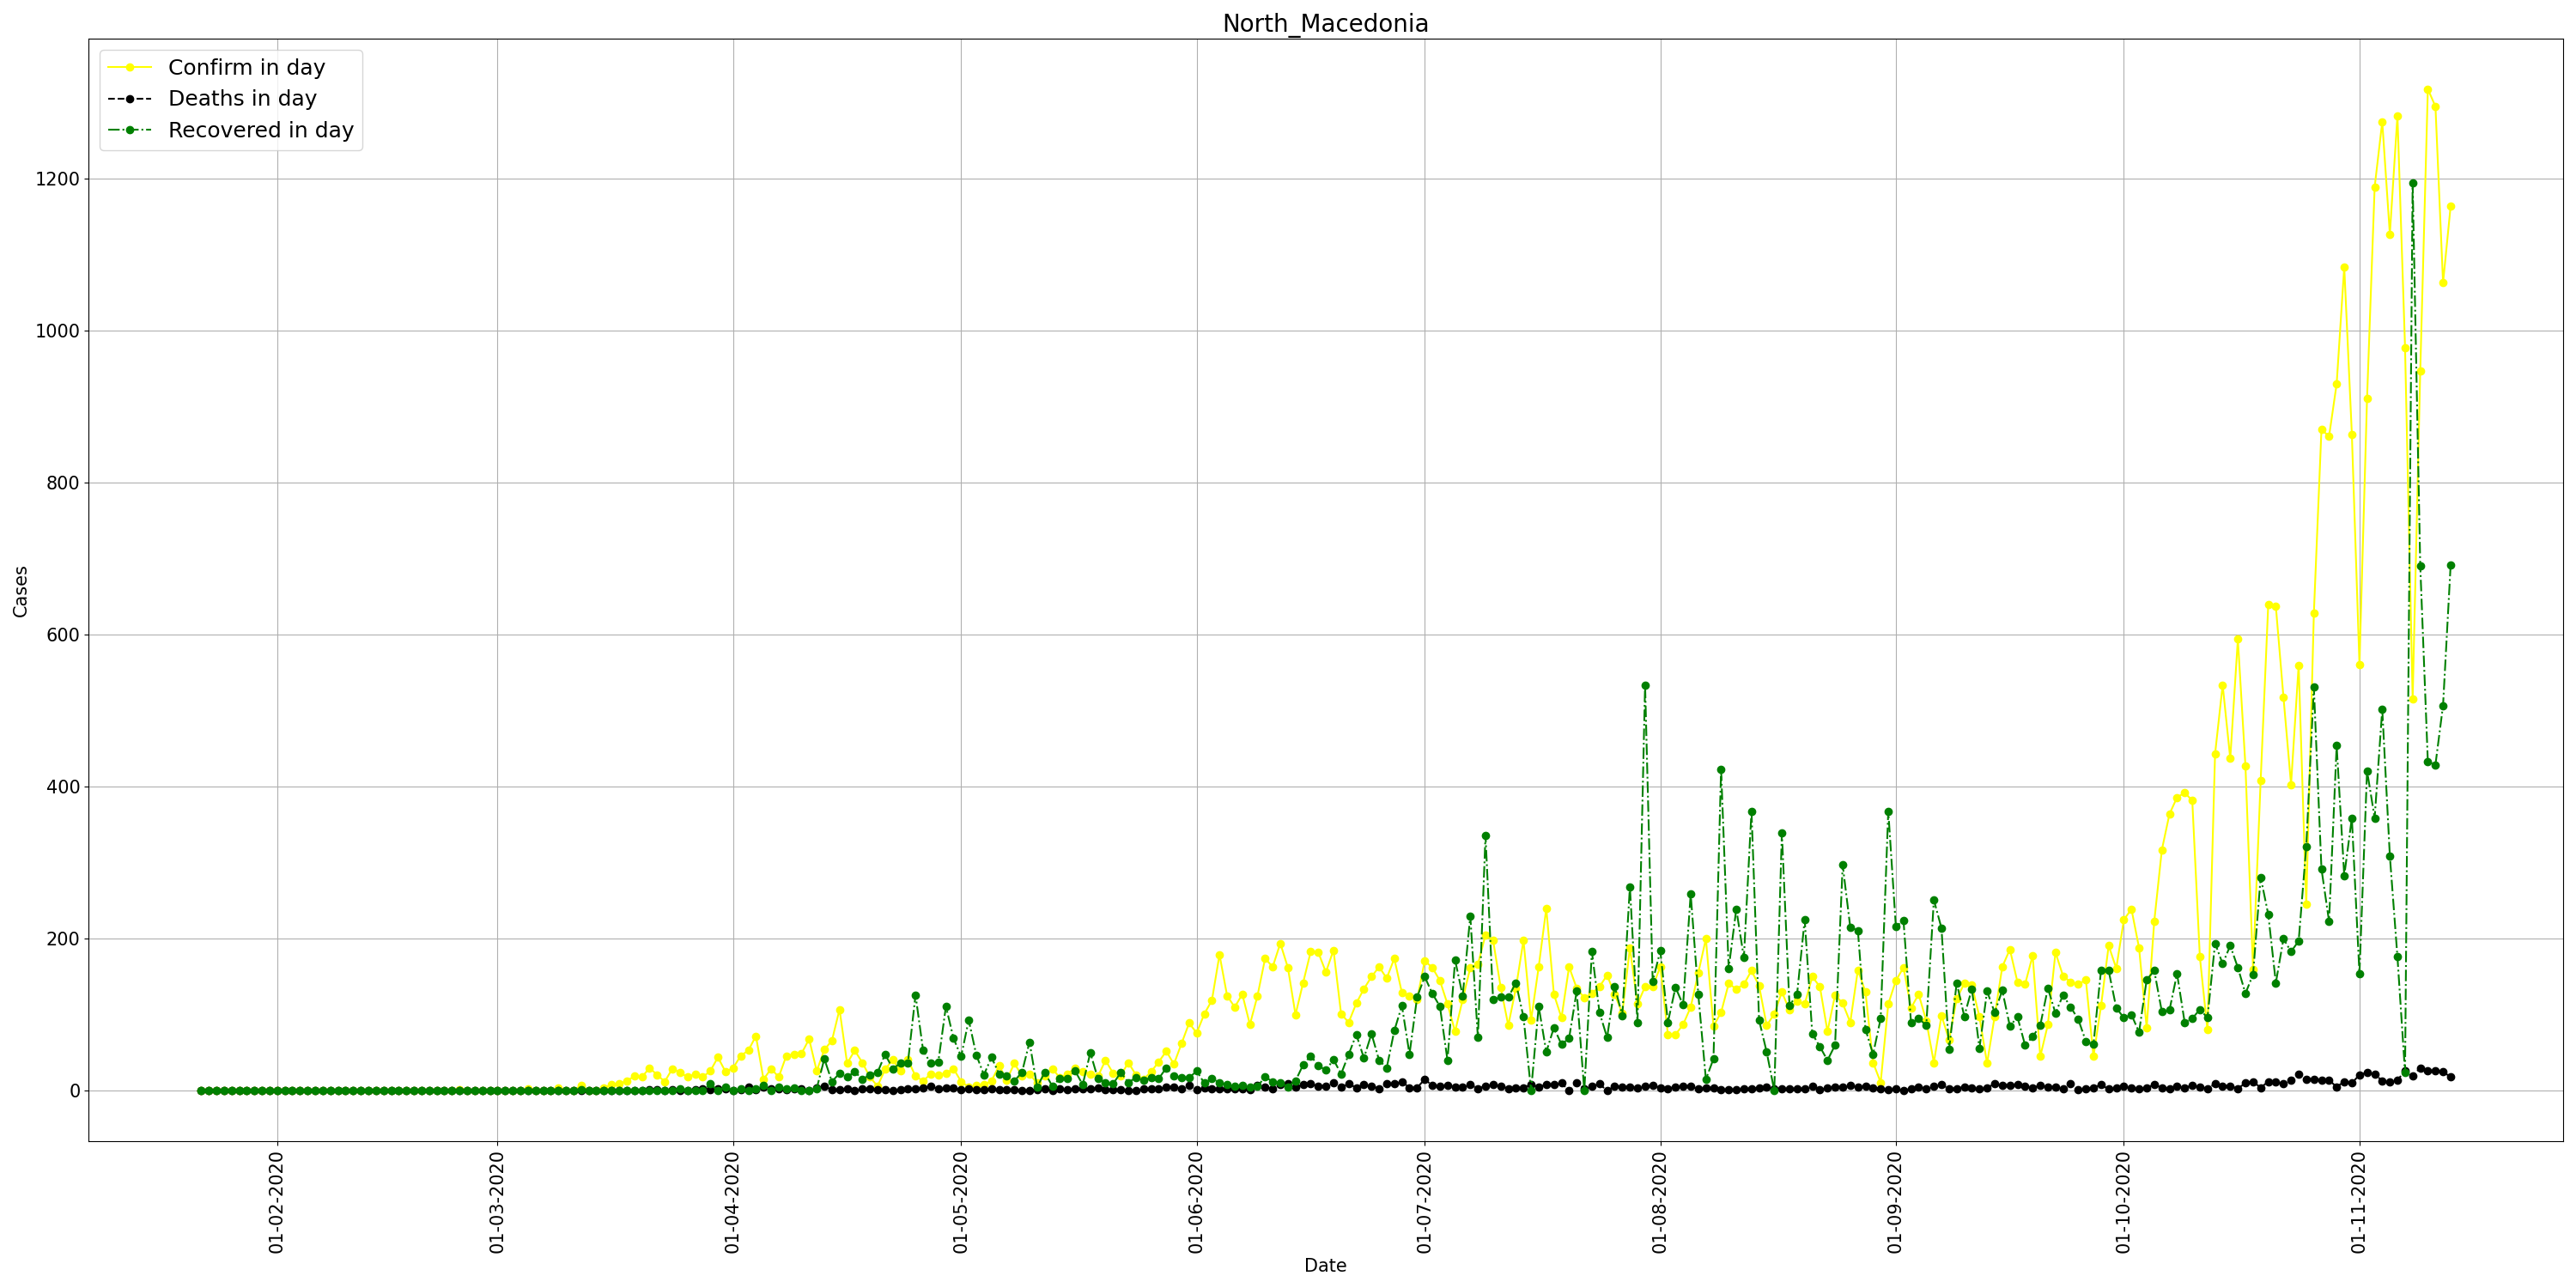 North_Macedonia
Confirm in day
Deaths in day
Recovered in day
1200
1000
800
600
400
200
0
Cases
01-02-2020
01-03-2020
01-04-2020
01-05-2020
01-06-2020
01-07-2020
01-08-2020
01-09-2020
01-10-2020
01-11-2020
Date